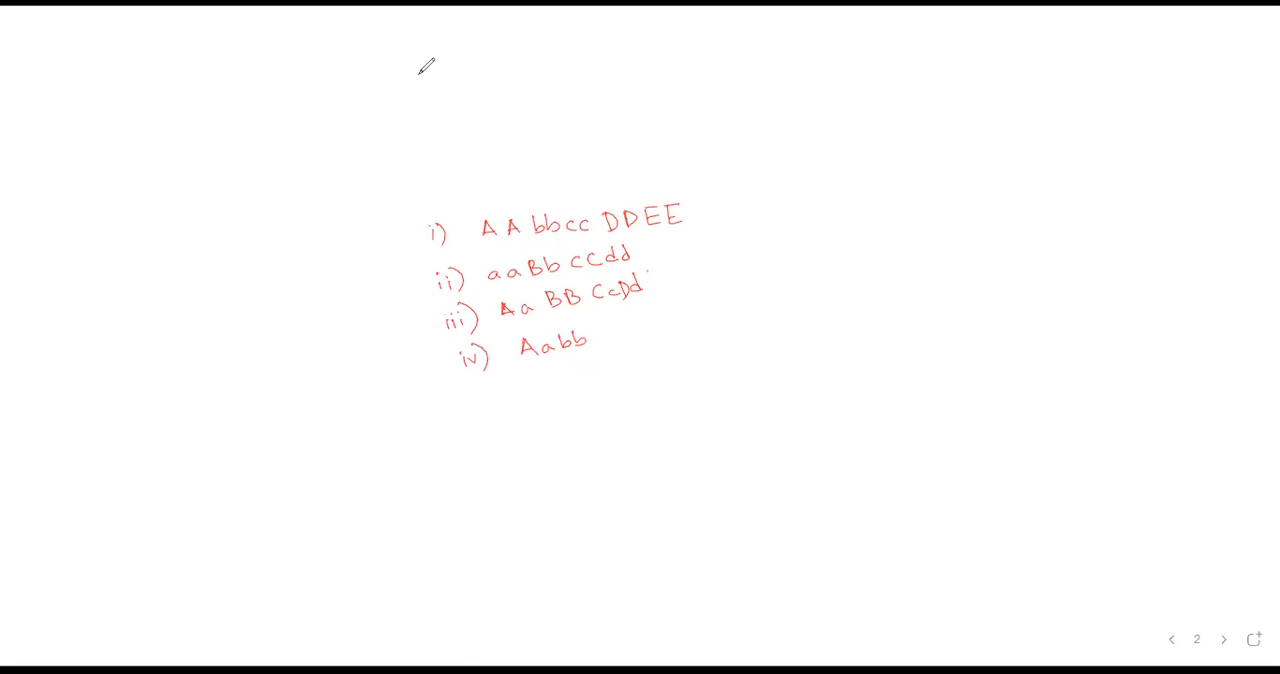 i) AA bbcc DDEE
ii) aaBb CCdd
iii) Aa BB CcDd
iv) Aabb
2